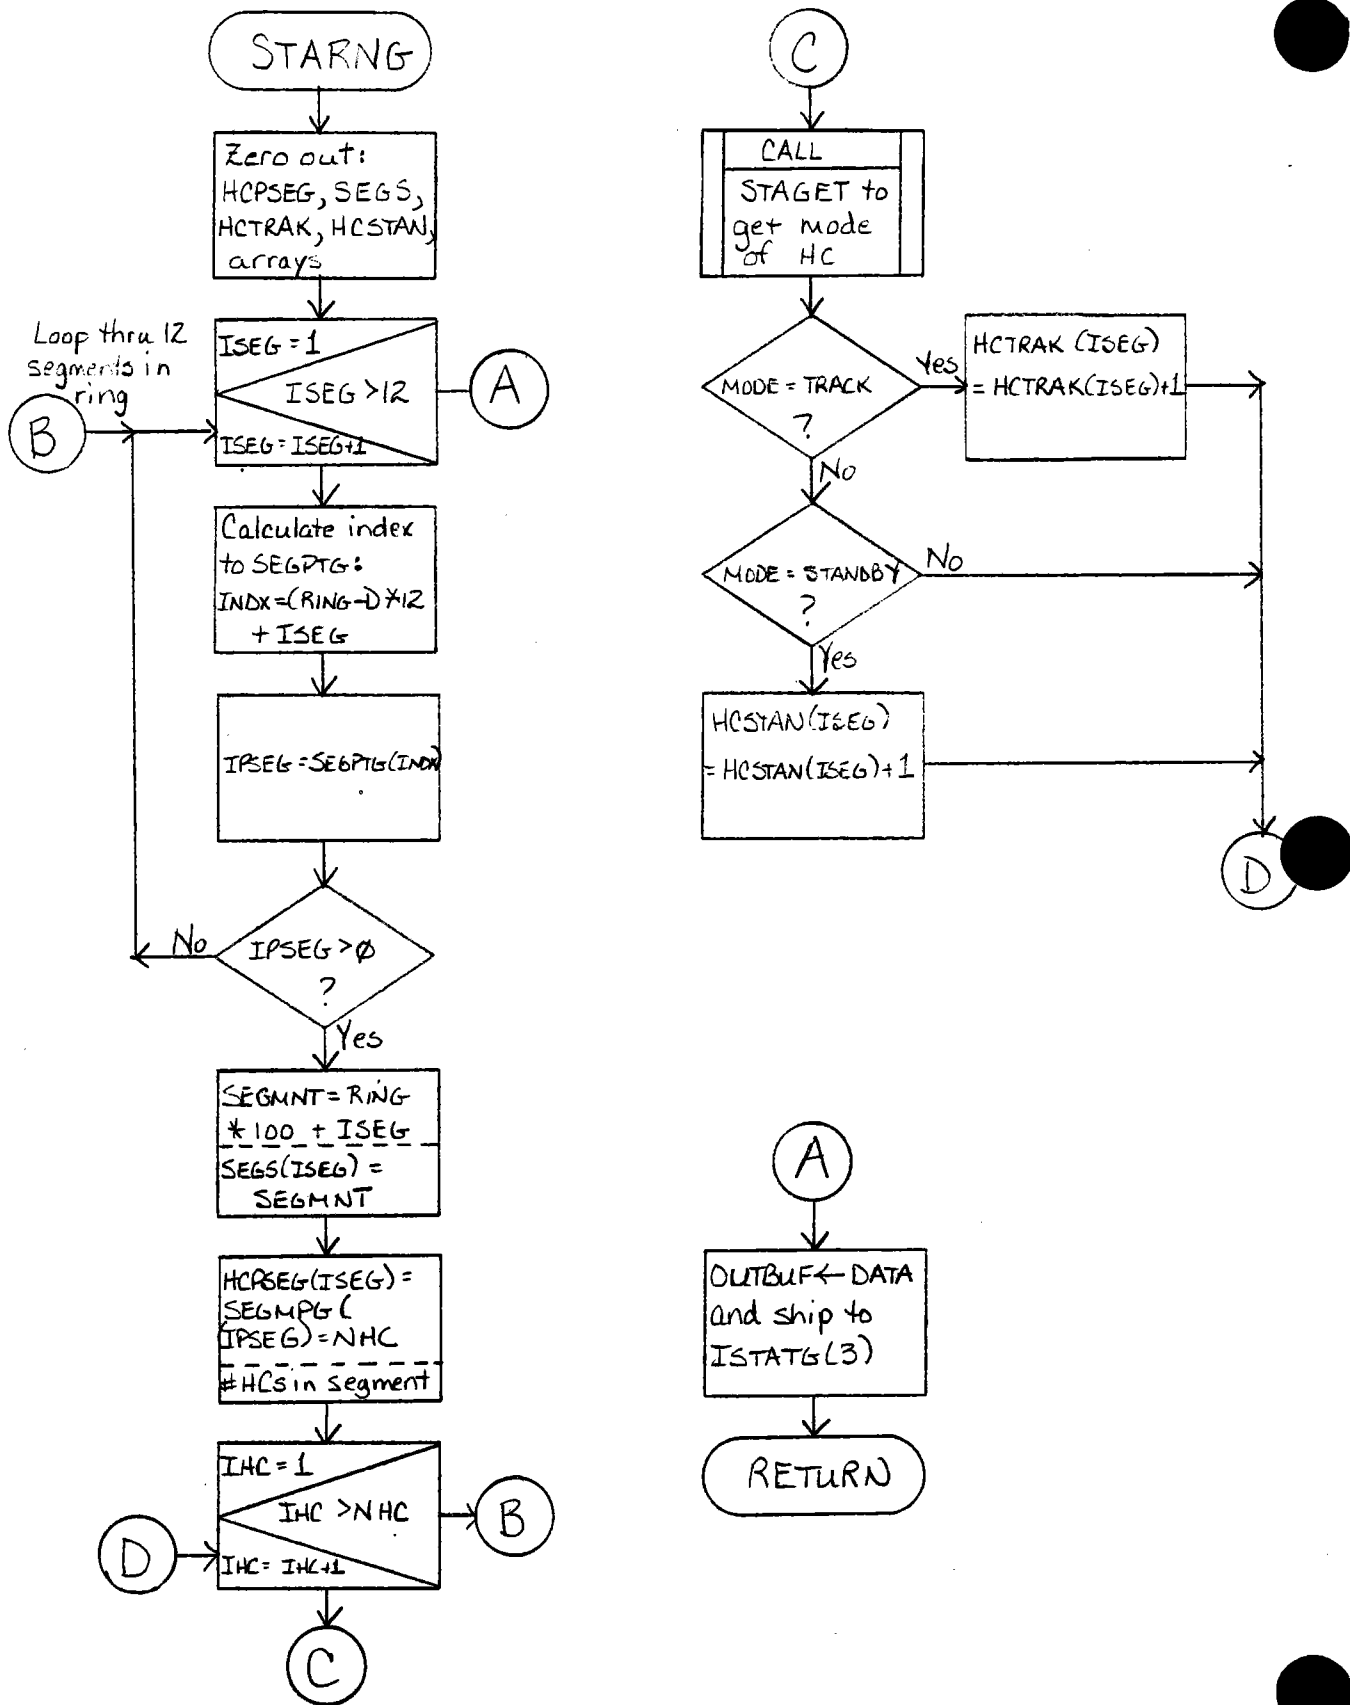 STARNG
Zero out:
HCPSEG, SEGS,
HCTRAK, HCSTAN,
arrays
Loop thru 12
segments in
ring
B
ISEG = 1
ISEG >12
ISEG = ISEG+1
A
Calculate index
to SEGPTG:
INDX=(RING-1)*12
+ ISEG
IPSEG = SEGPTG(INDX)
IPSEG > Ø
?
No
Yes
SEGMNT = RING
*100 + ISEG
SEGS(ISEG) =
SEGMNT
HCPSEG(ISEG) =
SEGMPG(
(IPSEG) = NHC
#HCs in segment
IHC = 1
IHC >NHC
IHC = IHC+1
B
D
C
C
CALL
STAGET to
get mode
of HC
MODE = TRACK
?
Yes
No
HCTRAK (ISEG)
= HCTRAK(ISEG)+1
MODE = STANDBY
?
No
Yes
HCSTAN(ISEG)
= HCSTAN(ISEG)+1
D
A
OUTBUF ← DATA
and ship to
ISTATG(3)
RETURN